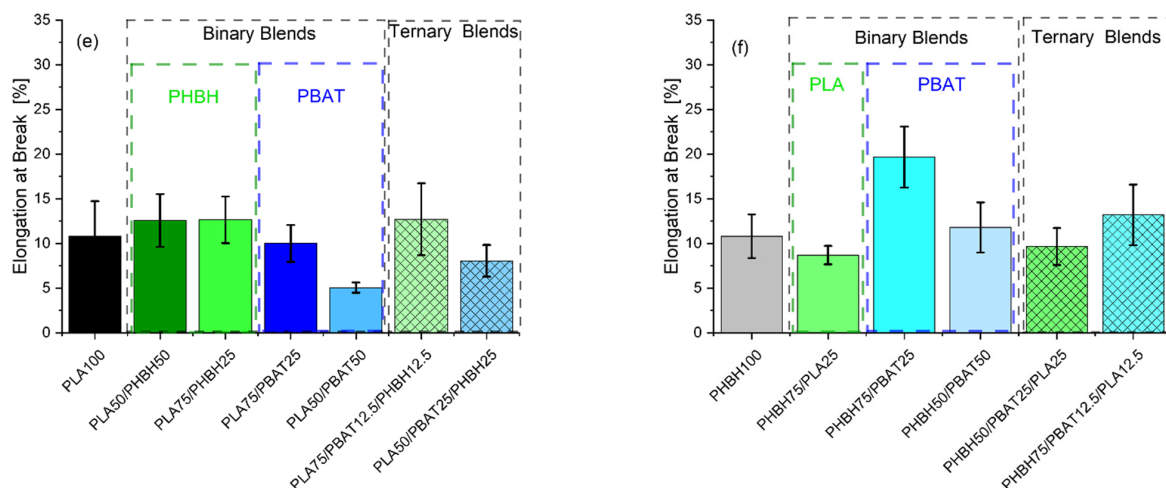 (e)
Binary Blends
Ternary Blends
PHBH
PBAT
Elongation at Break [%]
35
30
25
20
15
10
5
0
PLA100
PLA50/PHBH50
PLA75/PHBH25
PLA75/PBAT25
PLA50/PBAT50
PLA75/PBAT12.5/PHBH12.5
PLA50/PBAT25/PHBH25
(f)
Binary Blends
Ternary Blends
PLA
PBAT
Elongation at Break [%]
35
30
25
20
15
10
5
0
PHBH100
PHBH75/PLA25
PHBH75/PBAT25
PHBH50/PBAT50
PHBH50/PBAT25/PLA25
PHBH75/PBAT12.5/PLA12.5